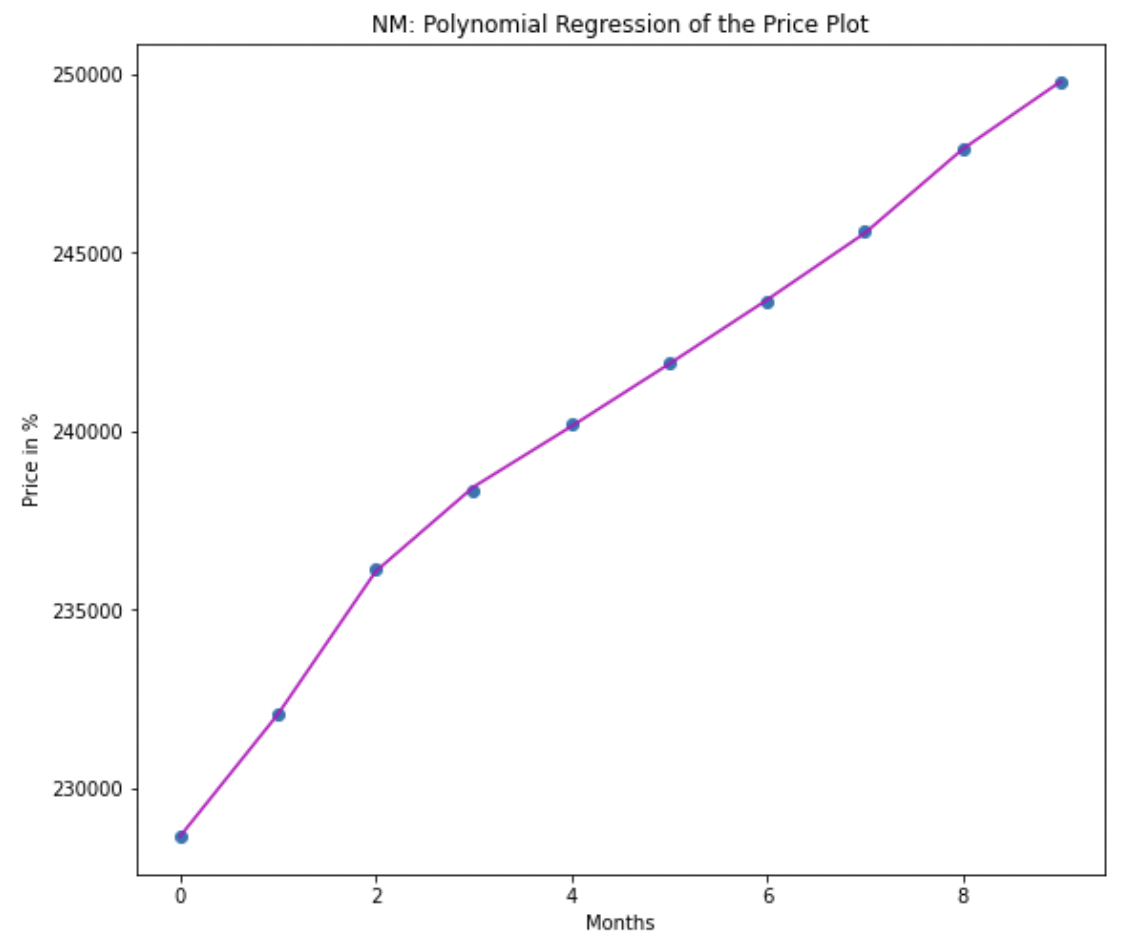 NM: Polynomial Regression of the Price Plot
250000
245000
240000
235000
230000
Price in %
0 2 4 6 8
Months